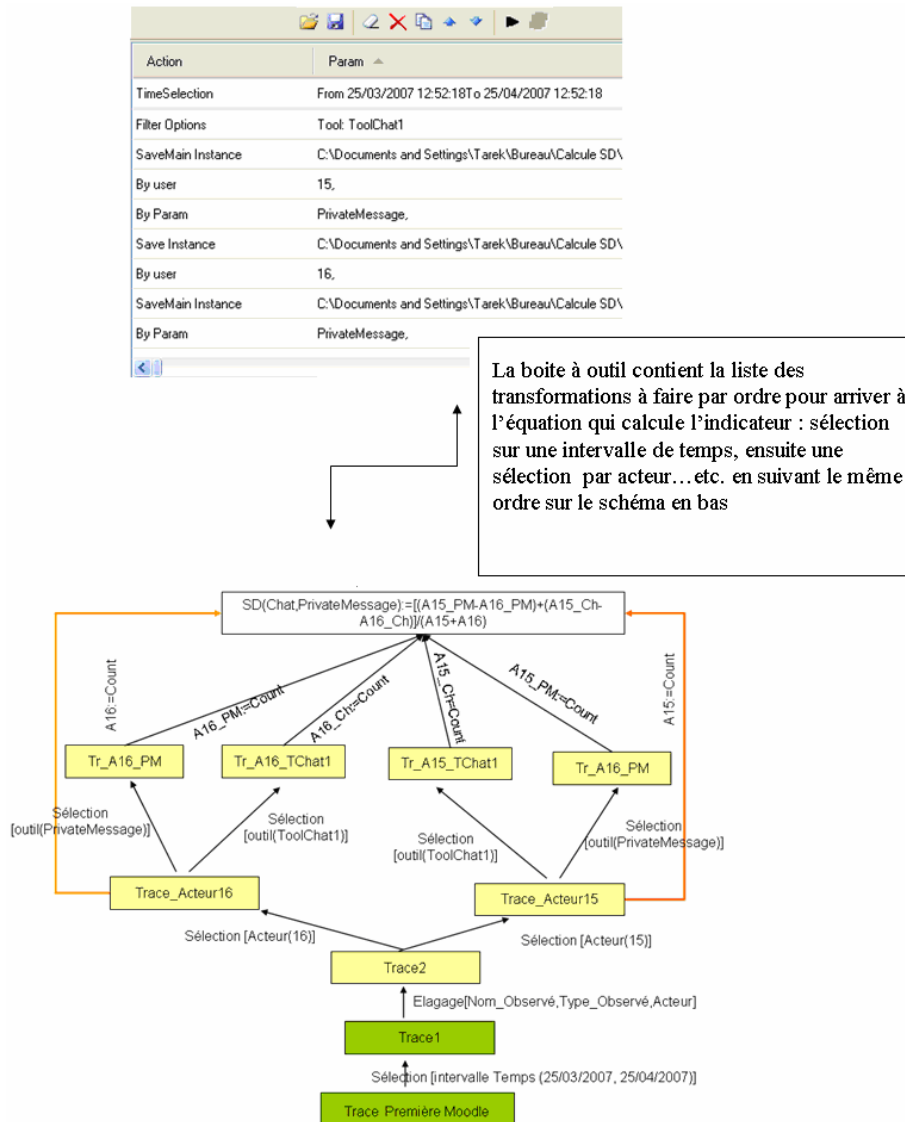 Action Param
TimeSelection From 25/03/2007 12:52:18To 25/04/2007 12:52:18
Filter Options Tool: ToolChat1
SaveMain Instance C:\Documents and Settings\Tarek\Bureau\Calcule SD\
By user 15,
By Param PrivateMessage,
Save Instance C:\Documents and Settings\Tarek\Bureau\Calcule SD\
By user 16,
SaveMain Instance C:\Documents and Settings\Tarek\Bureau\Calcule SD\
By Param PrivateMessage,
La boite à outil contient la liste des
transformations à faire par ordre pour arriver à
l'équation qui calcule l'indicateur : sélection
sur une intervalle de temps, ensuite une
sélection par acteur…etc. en suivant le même
ordre sur le schéma en bas
SD(Chat,PrivateMessage):=[(A15_PM-A16_PM)+(A15_Ch-
A16_Ch)]/(A15+A16)
A16:=Count
A16_PM:=Count
A16_Ch:=Count
A15_Ch=Count
A15_PM:=Count
A15:=Count
Tr_A16_PM
Tr_A16_TChat1
Tr_A15_TChat1
Tr_A16_PM
Sélection
[outil(PrivateMessage)]
Sélection
[outil(ToolChat1)]
Sélection
[outil(ToolChat1)]
Sélection
[outil(PrivateMessage)]
Trace_Acteur16
Trace_Acteur15
Sélection [Acteur(16)]
Sélection [Acteur(15)]
Trace2
Elagage[Nom_Observé,Type_Observé,Acteur]
Trace1
Sélection [intervalle Temps (25/03/2007, 25/04/2007)]
Trace Première Moodle